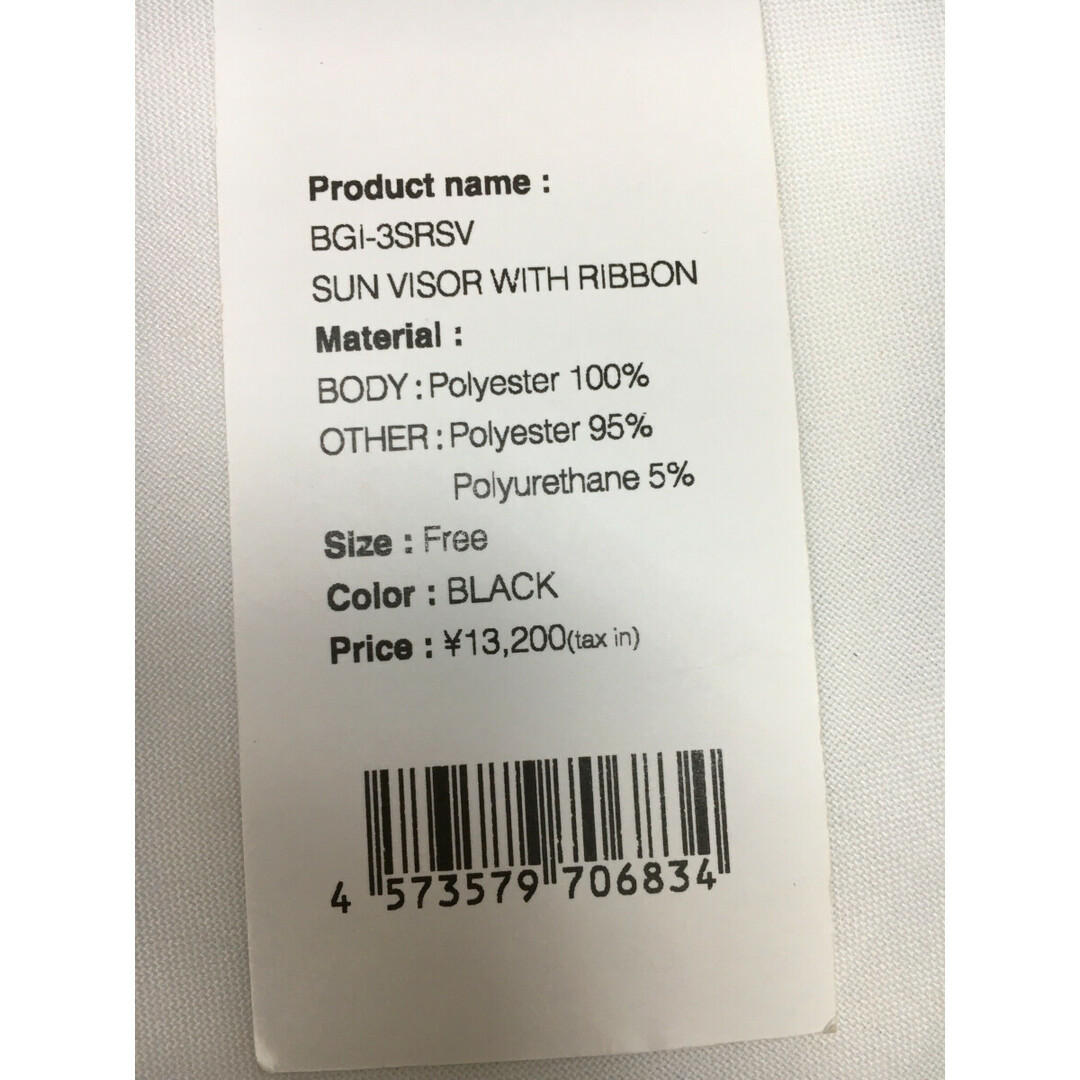 Product name :
BGI-3SRSV
SUN VISOR WITH RIBBON
Material :
BODY : Polyester 100%
OTHER : Polyester 95%
Polyurethane 5%
Size : Free
Color : BLACK
Price : ¥13,200(tax in)
4 573579 706834